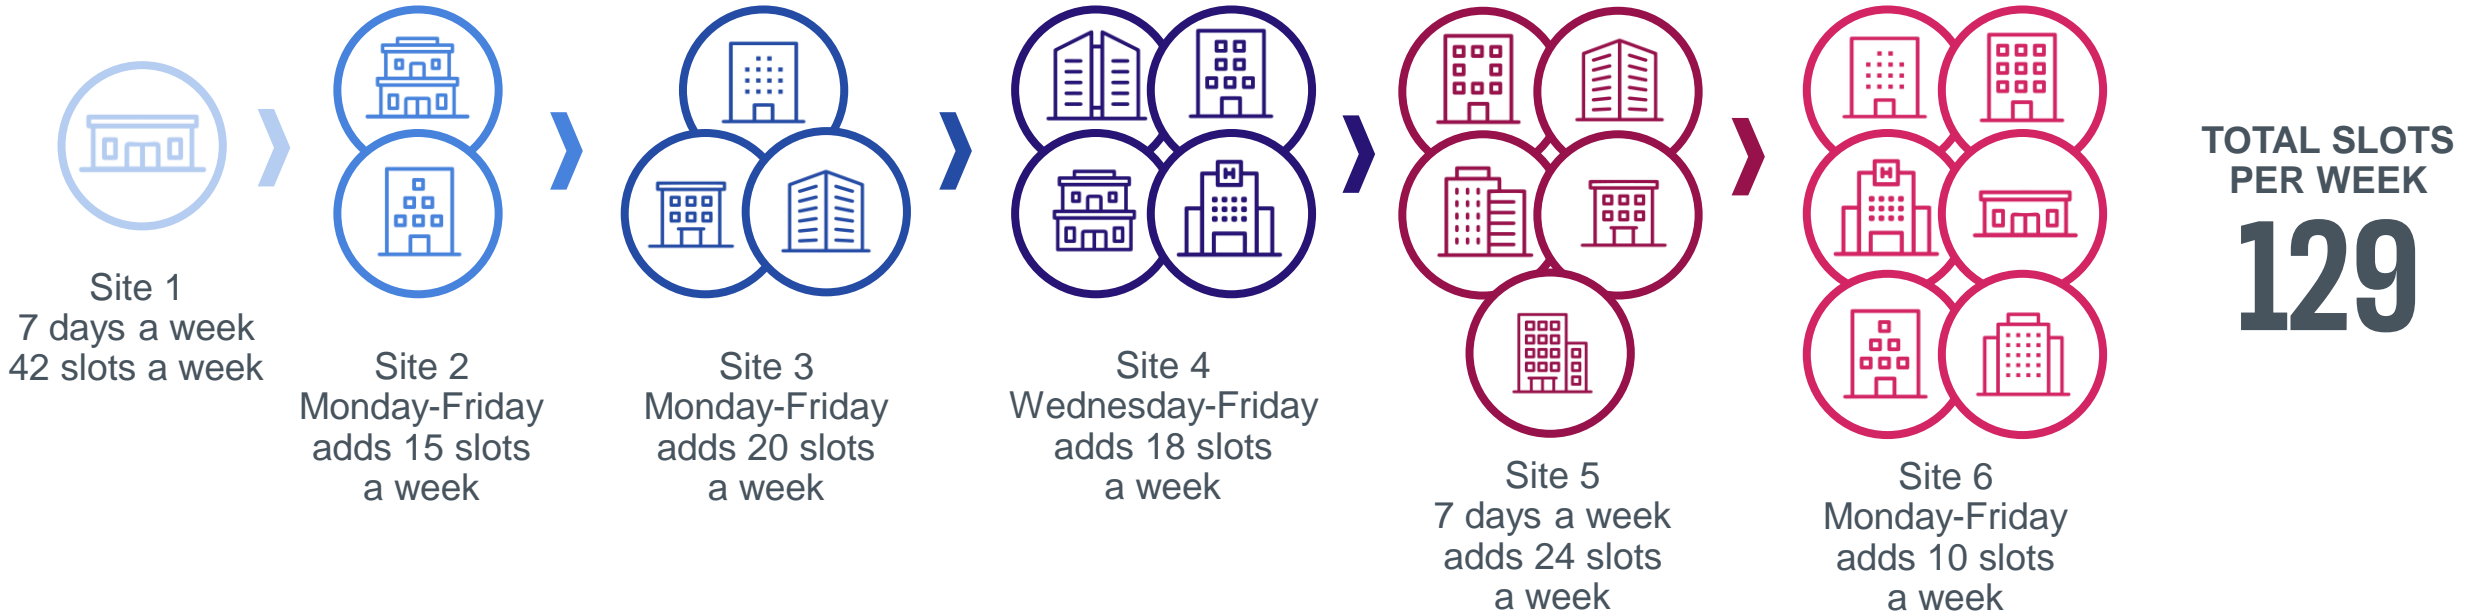 Site 1
7 days a week
42 slots a week
Site 2
Monday-Friday
adds 15 slots
a week
Site 3
Monday-Friday
adds 20 slots
a week
Site 4
Wednesday-Friday
adds 18 slots
a week
H
Site 5
7 days a week
adds 24 slots
a week
H
Site 6
Monday-Friday
adds 10 slots
a week
TOTAL SLOTS
PER WEEK
129